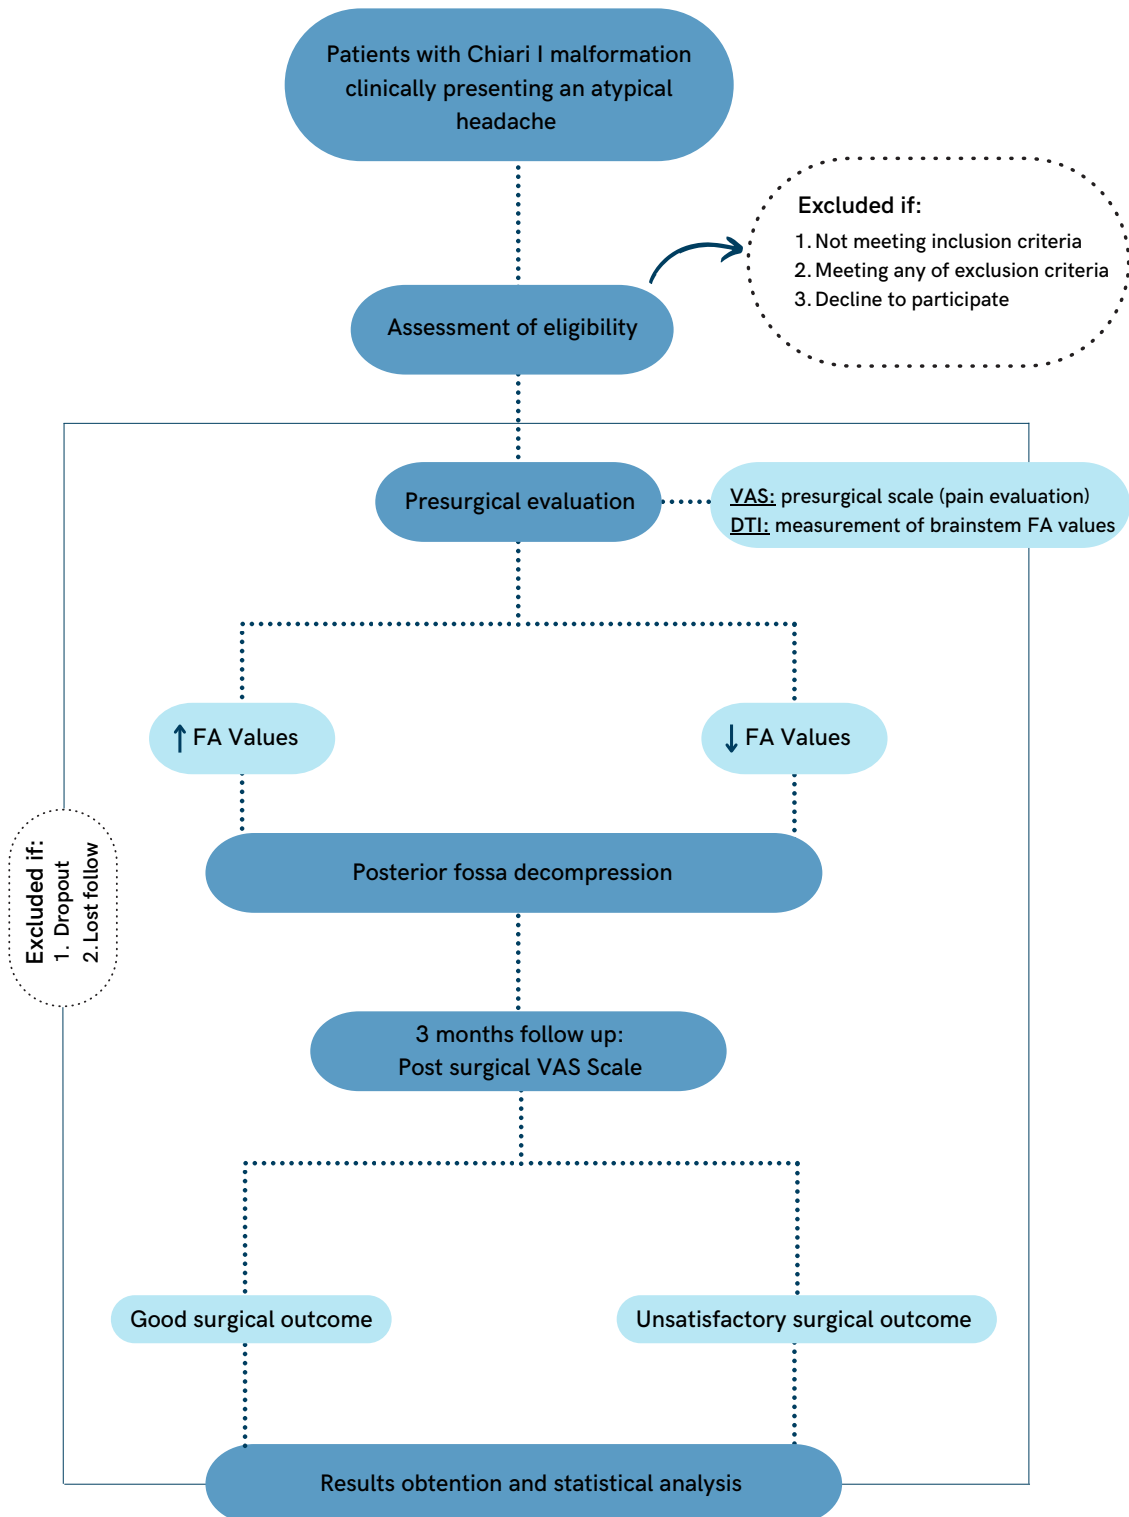 Patients with Chiari I malformation
clinically presenting an atypical
headache
Excluded if:
1. Not meeting inclusion criteria
2. Meeting any of exclusion criteria
3. Decline to participate
Assessment of eligibility
Presurgical evaluation
VAS: presurgical scale (pain evaluation)
DTI: measurement of brainstem FA values
↑ FA Values
↓ FA Values
Excluded if:
1. Dropout
2. Lost follow
Posterior fossa decompression
3 months follow up:
Post surgical VAS Scale
Good surgical outcome
Unsatisfactory surgical outcome
Results obtention and statistical analysis